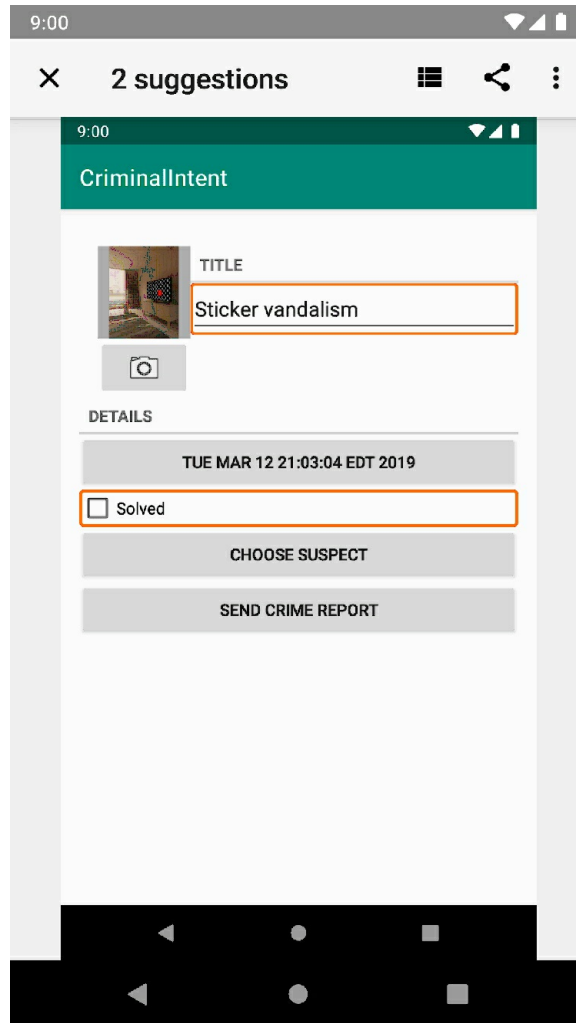 9:00
2 suggestions
9:00
CriminalIntent
TITLE
Sticker vandalism
DETAILS
TUE MAR 12 21:03:04 EDT 2019
Solved
CHOOSE SUSPECT
SEND CRIME REPORT